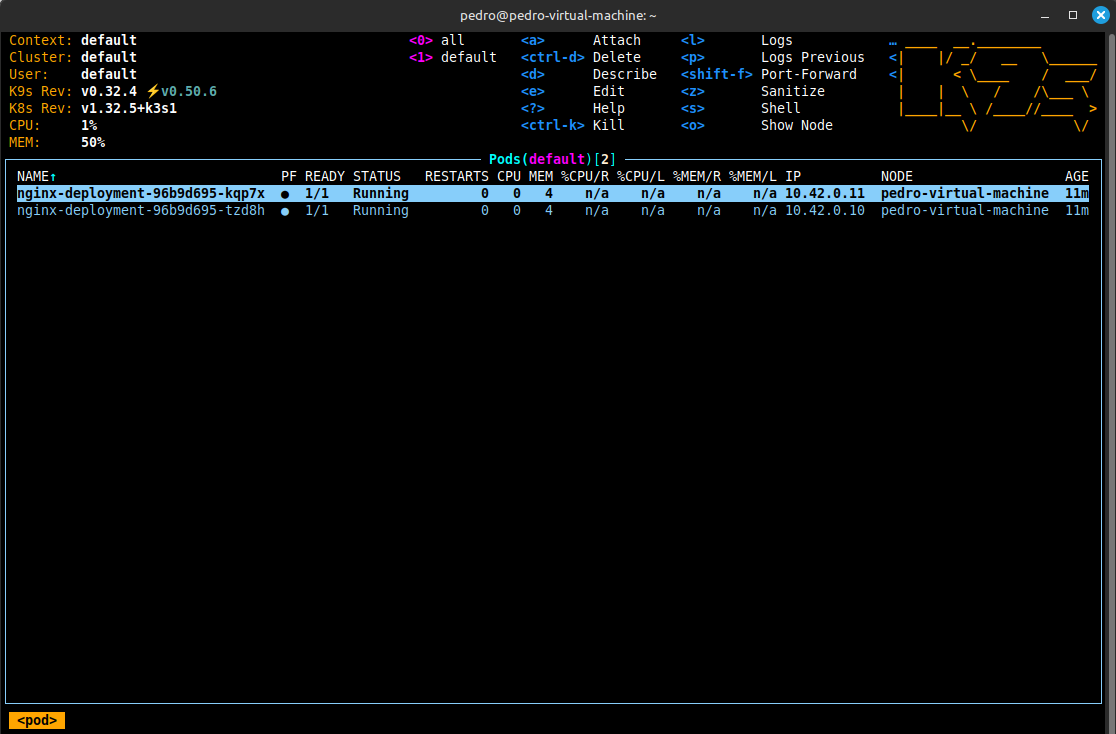 pedro@pedro-virtual-machine: ~
Context: default <0> all <a> Attach <l> Logs …
Cluster: default <1> default <ctrl-d> Delete <p> Logs Previous <
User: default <d> Describe <shift-f> Port-Forward <
K9s Rev: v0.32.4 ⚡v0.50.6 <e> Edit <z> Sanitize
K8s Rev: v1.32.5+k3s1 <?> Help <s> Shell
CPU: 1% <ctrl-k> Kill <o> Show Node
MEM: 50%
Pods(default)[2]
NAME↑ PF READY STATUS RESTARTS CPU MEM %CPU/R %CPU/L %MEM/R %MEM/L IP NODE AGE
nginx-deployment-96b9d695-kqp7x ● 1/1 Running 0 0 4 n/a n/a n/a n/a 10.42.0.11 pedro-virtual-machine 11m
nginx-deployment-96b9d695-tzd8h ● 1/1 Running 0 0 4 n/a n/a n/a n/a 10.42.0.10 pedro-virtual-machine 11m
<pod>